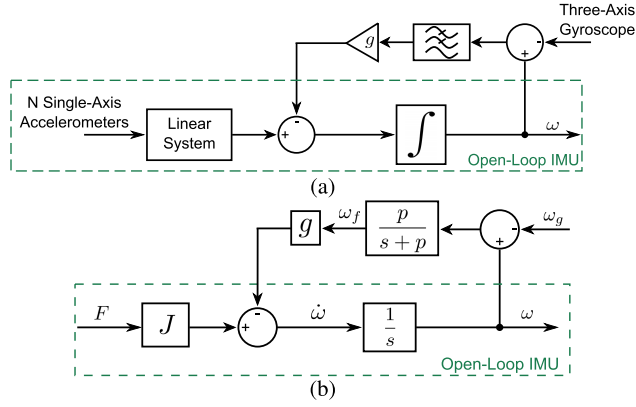 Three-Axis
Gyroscope
g
-
+
N Single-Axis
Accelerometers
Linear
System
-
+
∫
ω
Open-Loop IMU
(a)
g
ω_f
p
s + p
-
+
ω_g
F
J
-
+
ω̇
1
s
ω
Open-Loop IMU
(b)